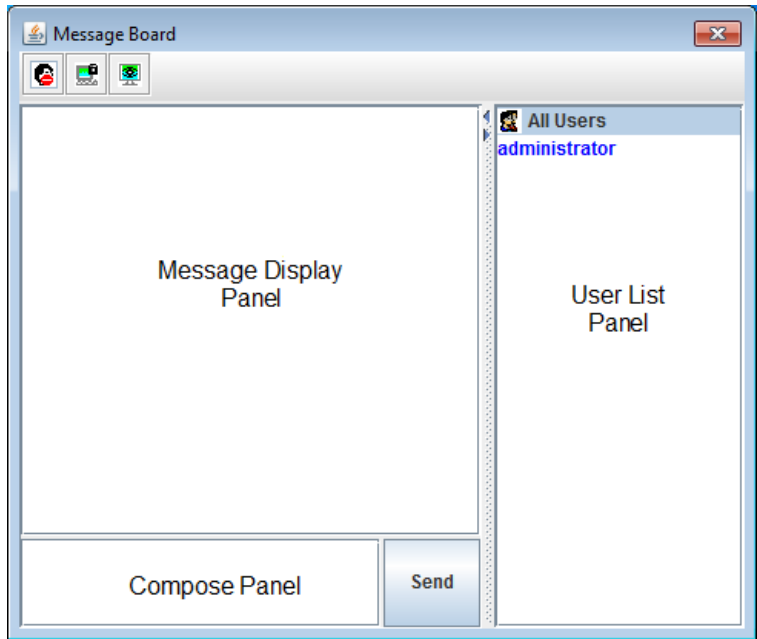 Message Board
All Users
administrator
Message Display
Panel
User List
Panel
Compose Panel
Send